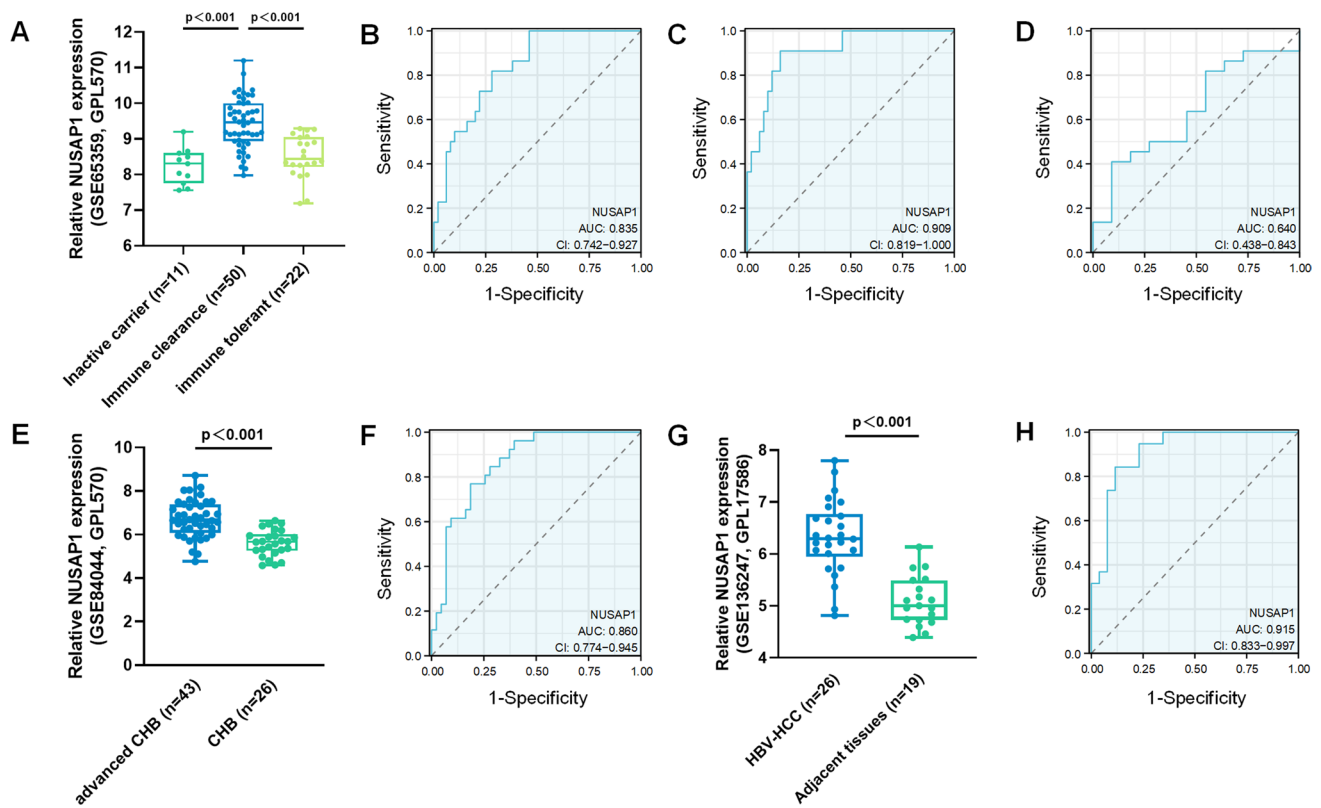 A
Relative NUSAP1 expression
(GSE65359, GPL570)
p<0.001
p<0.001
12
11
10
9
8
7
6
Inactive carrier (n=11)
Immune clearance (n=50)
immune tolerant (n=22)
B
Sensitivity
1.0
0.8
0.6
0.4
0.2
0.0
NUSAP1
AUC: 0.835
CI: 0.742–0.927
0.00
0.25
0.50
0.75
1.00
1-Specificity
C
Sensitivity
1.0
0.8
0.6
0.4
0.2
0.0
NUSAP1
AUC: 0.909
CI: 0.819–1.000
0.00
0.25
0.50
0.75
1.00
1-Specificity
D
Sensitivity
1.0
0.8
0.6
0.4
0.2
0.0
NUSAP1
AUC: 0.640
CI: 0.438–0.843
0.00
0.25
0.50
0.75
1.00
1-Specificity
E
Relative NUSAP1 expression
(GSE84044, GPL570)
p<0.001
10
8
6
4
2
0
advanced CHB (n=43)
CHB (n=26)
F
Sensitivity
1.0
0.8
0.6
0.4
0.2
0.0
NUSAP1
AUC: 0.860
CI: 0.774–0.945
0.00
0.25
0.50
0.75
1.00
1-Specificity
G
Relative NUSAP1 expression
(GSE136247, GPL17586)
p<0.001
8
7
6
5
4
HBV-HCC (n=26)
Adjacent tissues (n=19)
H
Sensitivity
1.0
0.8
0.6
0.4
0.2
0.0
NUSAP1
AUC: 0.915
CI: 0.833–0.997
0.00
0.25
0.50
0.75
1.00
1-Specificity